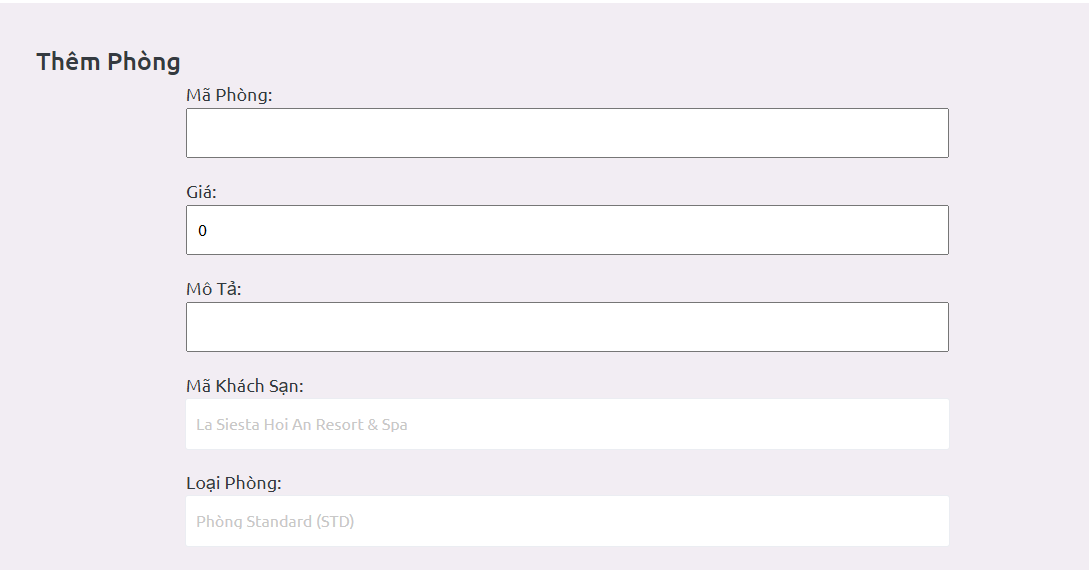 Thêm Phòng
Mã Phòng:
Giá:
0
Mô Tả:
Mã Khách Sạn:
La Siesta Hoi An Resort & Spa
Loại Phòng:
Phòng Standard (STD)